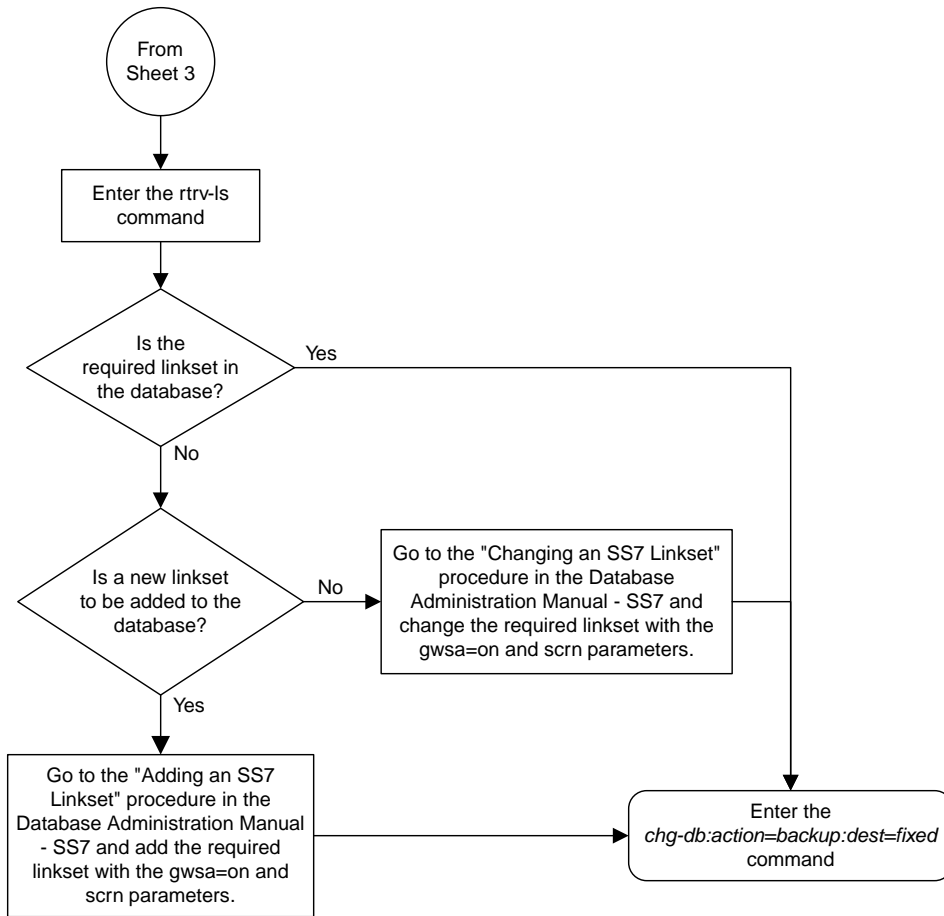 From
Sheet 3
Enter the rtrv-ls
command
Is the
required linkset in
the database?
Yes
No
Is a new linkset
to be added to the
database?
No
Go to the "Changing an SS7 Linkset"
procedure in the Database
Administration Manual - SS7 and
change the required linkset with the
gwsa=on and scrn parameters.
Yes
Go to the "Adding an SS7
Linkset" procedure in the
Database Administration Manual
- SS7 and add the required
linkset with the gwsa=on and
scrn parameters.
Enter the
chg-db:action=backup:dest=fixed
command